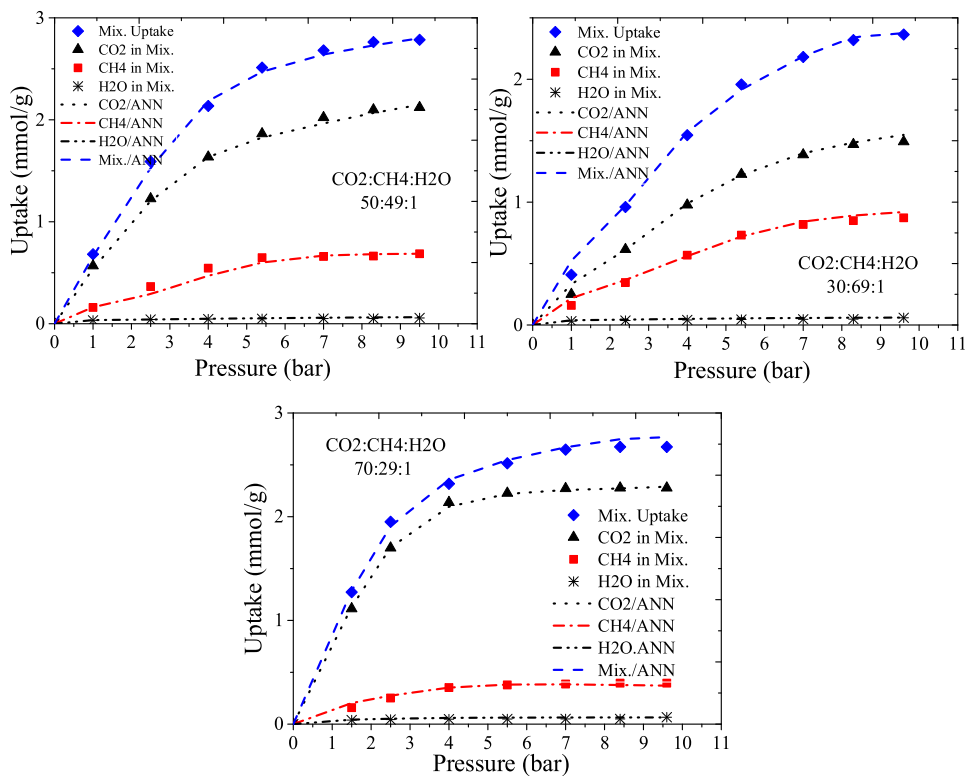 3
2
1
0
Uptake (mmol/g)
Mix. Uptake
CO2 in Mix.
CH4 in Mix.
H2O in Mix.
CO2/ANN
CH4/ANN
H2O/ANN
Mix./ANN
CO2:CH4:H2O
50:49:1
0 1 2 3 4 5 6 7 8 9 10 11
Pressure (bar)
2
1
0
Uptake (mmol/g)
Mix. Uptake
CO2 in Mix.
CH4 in Mix.
H2O in Mix.
CO2/ANN
CH4/ANN
H2O/ANN
Mix./ANN
CO2:CH4:H2O
30:69:1
0 1 2 3 4 5 6 7 8 9 10 11
Pressure (bar)
3
2
1
0
Uptake (mmol/g)
CO2:CH4:H2O
70:29:1
Mix. Uptake
CO2 in Mix.
CH4 in Mix.
H2O in Mix.
CO2/ANN
CH4/ANN
H2O.ANN
Mix./ANN
0 1 2 3 4 5 6 7 8 9 10 11
Pressure (bar)